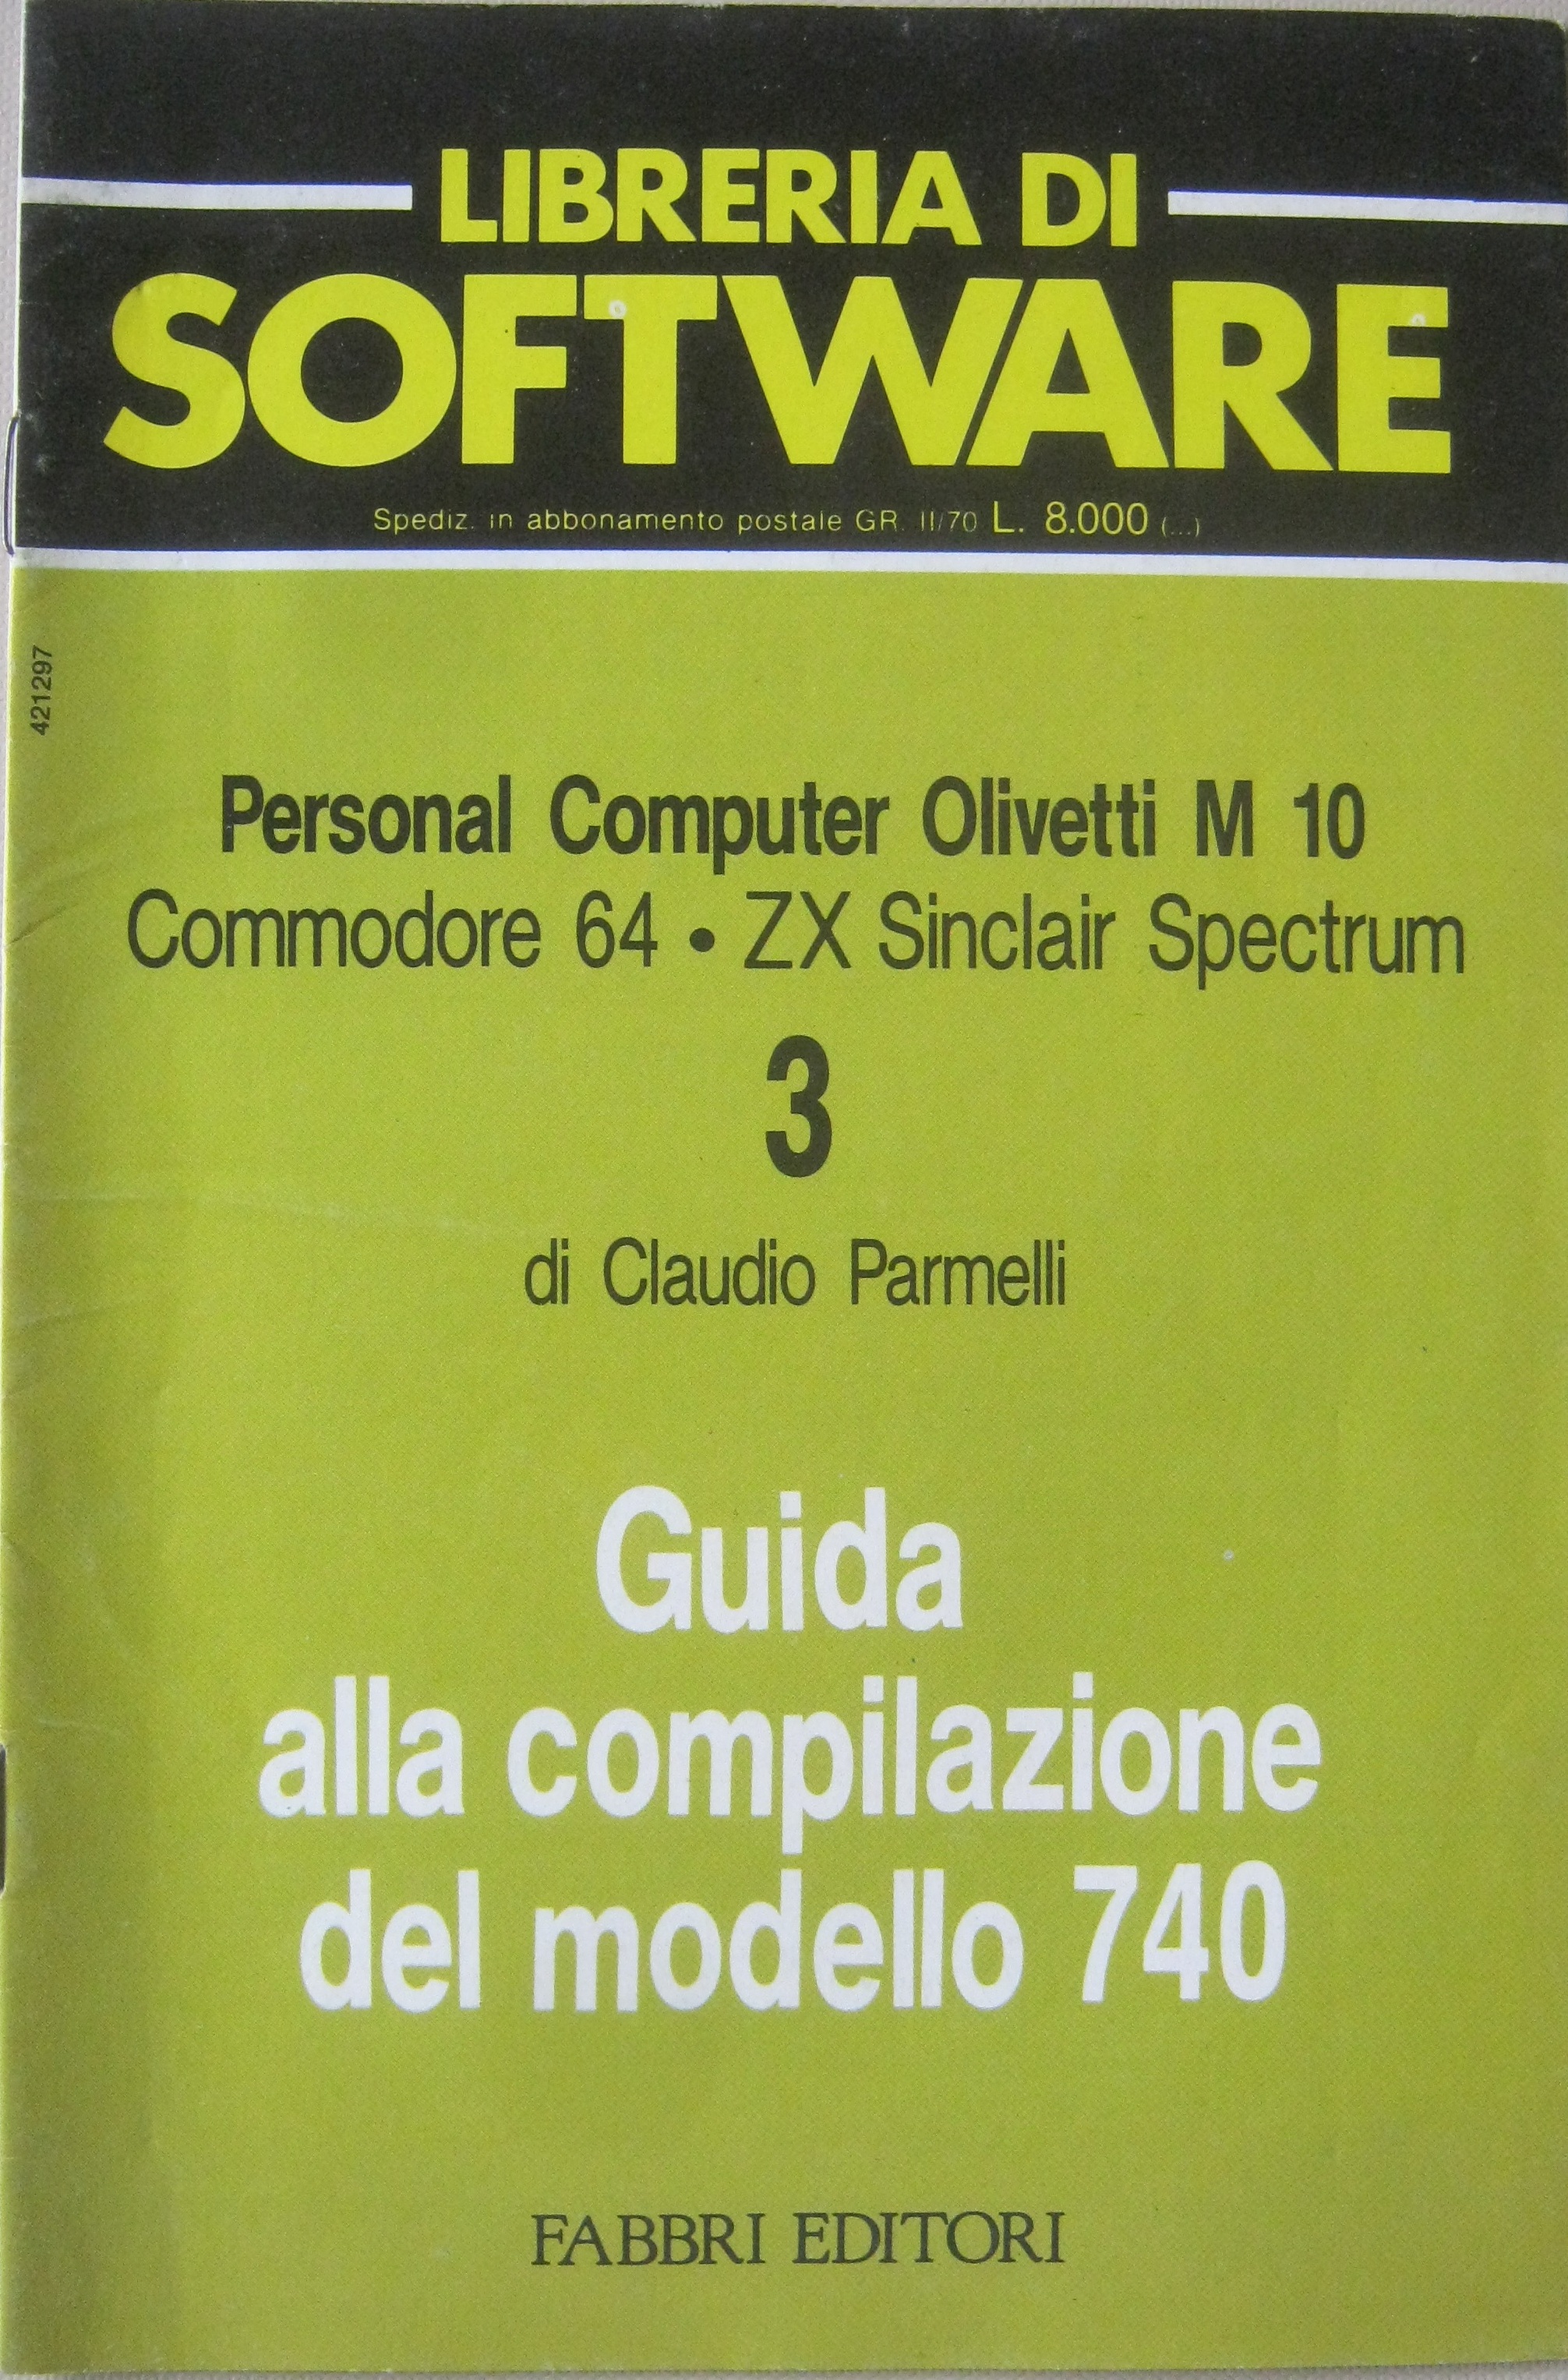 LIBRERIA DI
SOFTWARE
Spediz. in abbonamento postale GR. II/70 L. 8.000 (...)
421297
Personal Computer Olivetti M 10
Commodore 64 • ZX Sinclair Spectrum
3
di Claudio Parmelli
Guida
alla compilazione
del modello 740
FABBRI EDITORI